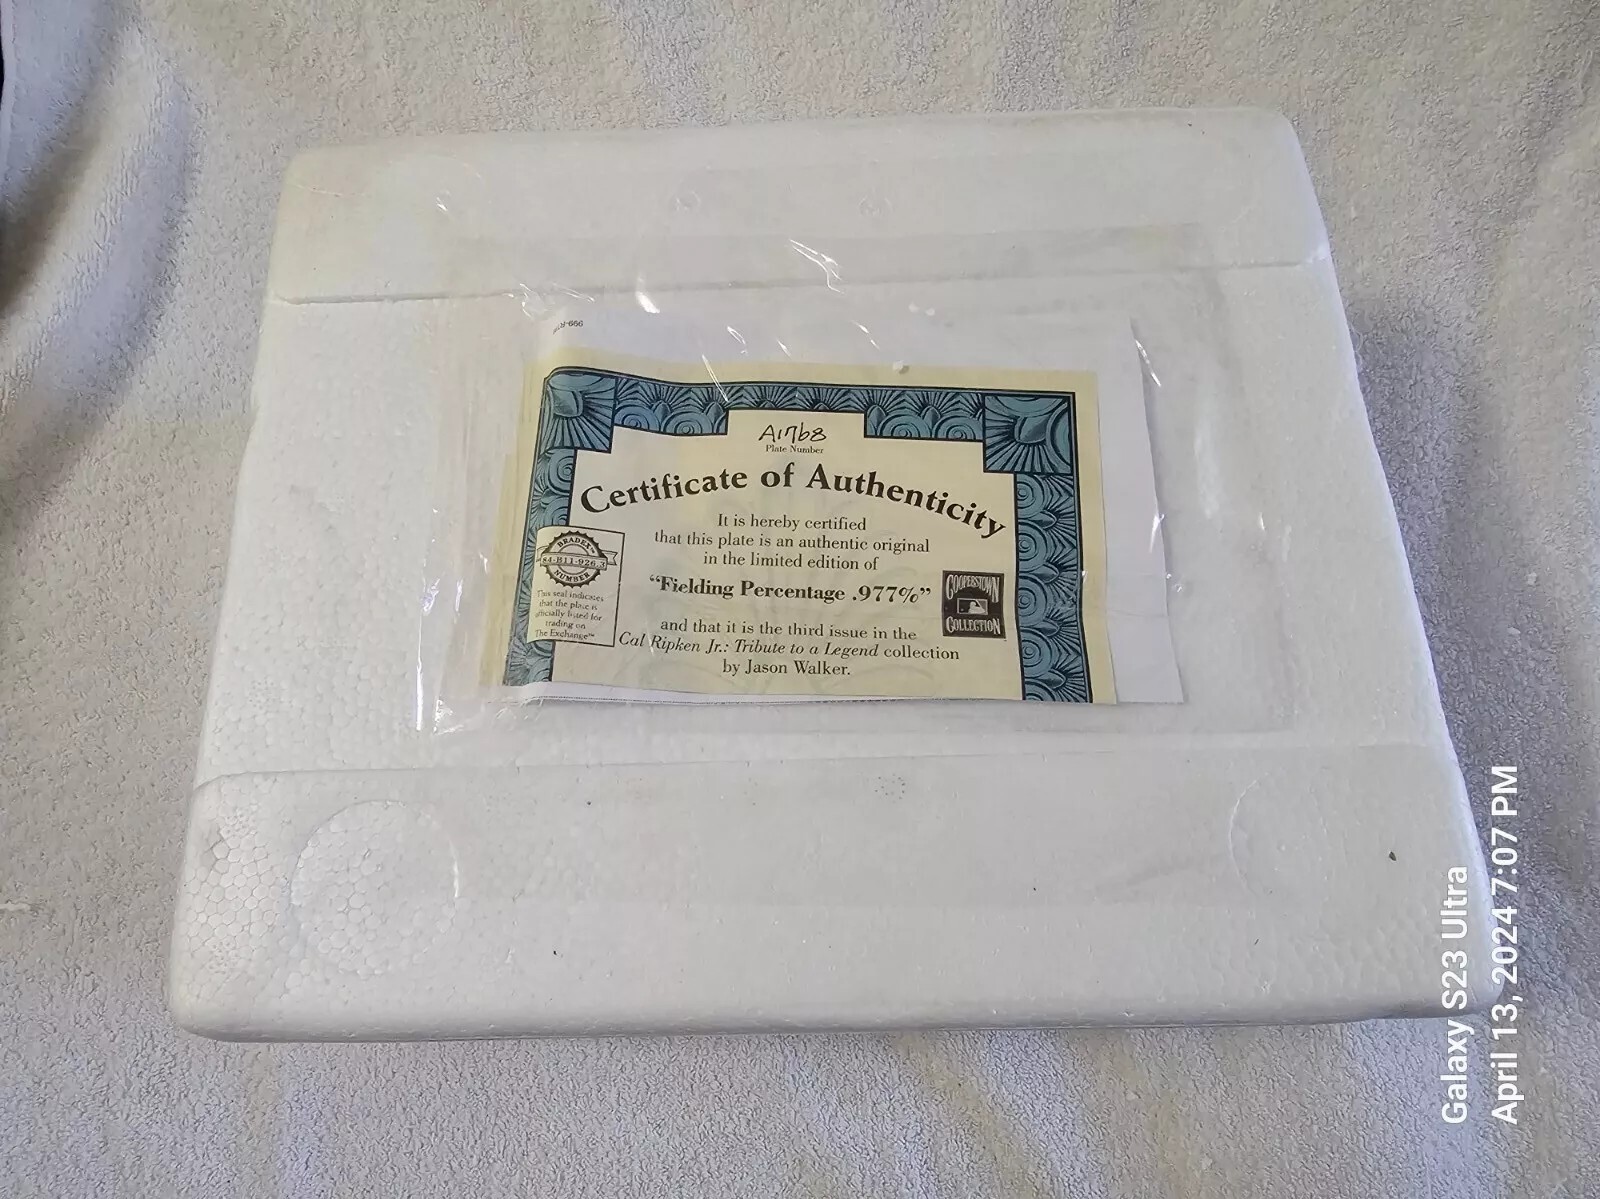 A1768
Plate Number
Certificate of Authenticity
It is hereby certified
that this plate is an authentic original
in the limited edition of
"Fielding Percentage .977%"
and that it is the third issue in the
Cal Ripken Jr.: Tribute to a Legend collection
by Jason Walker.
BRADEX™
84-B11-926.3
NUMBER
This seal indicates
that the plate is
officially listed for
trading on
The Exchange™
COOPERSTOWN
COLLECTION
Galaxy S23 Ultra
April 13, 2024 7:07 PM